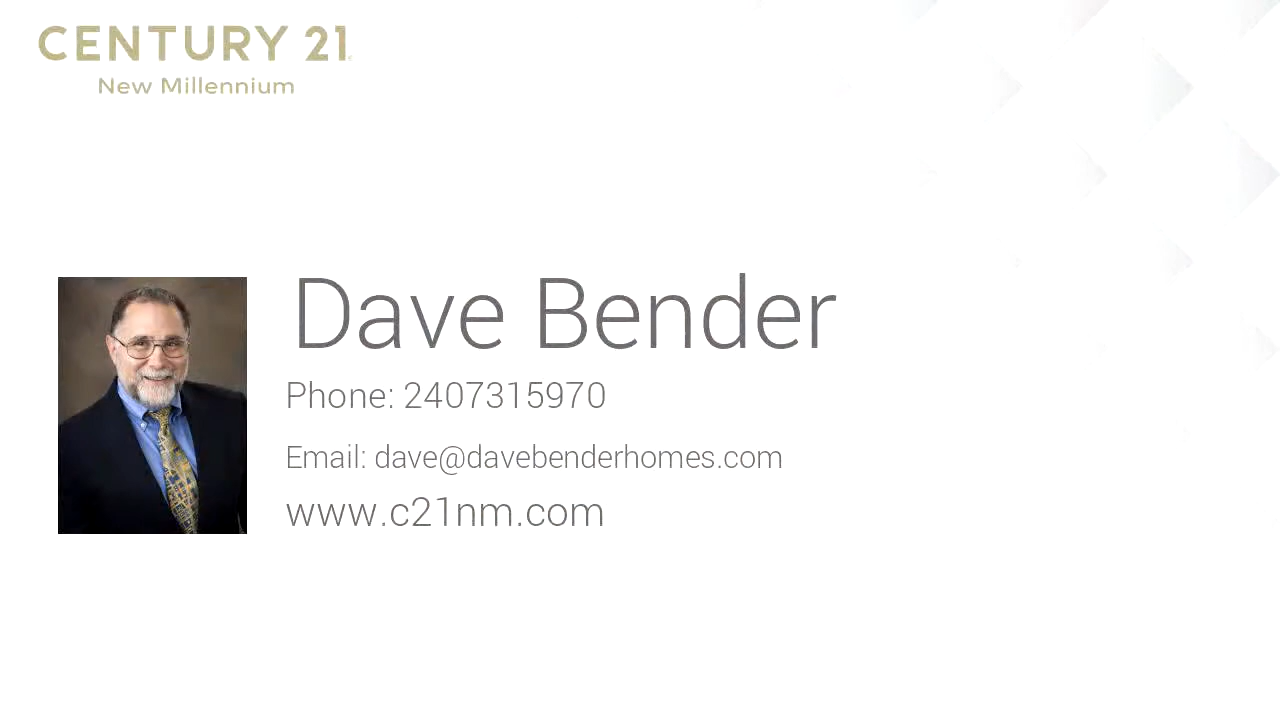 CENTURY 21
New Millennium
Dave Bender
Phone: 2407315970
Email: dave@davebenderhomes.com
www.c21nm.com